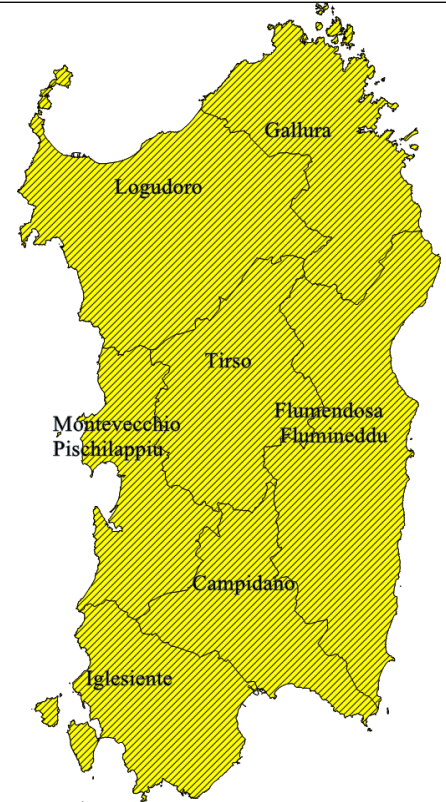 Gallura
Logudoro
Tirso
Montevecchio
Pischilappiu
Flumendosa
Flumineddu
Campidano
Iglesiente